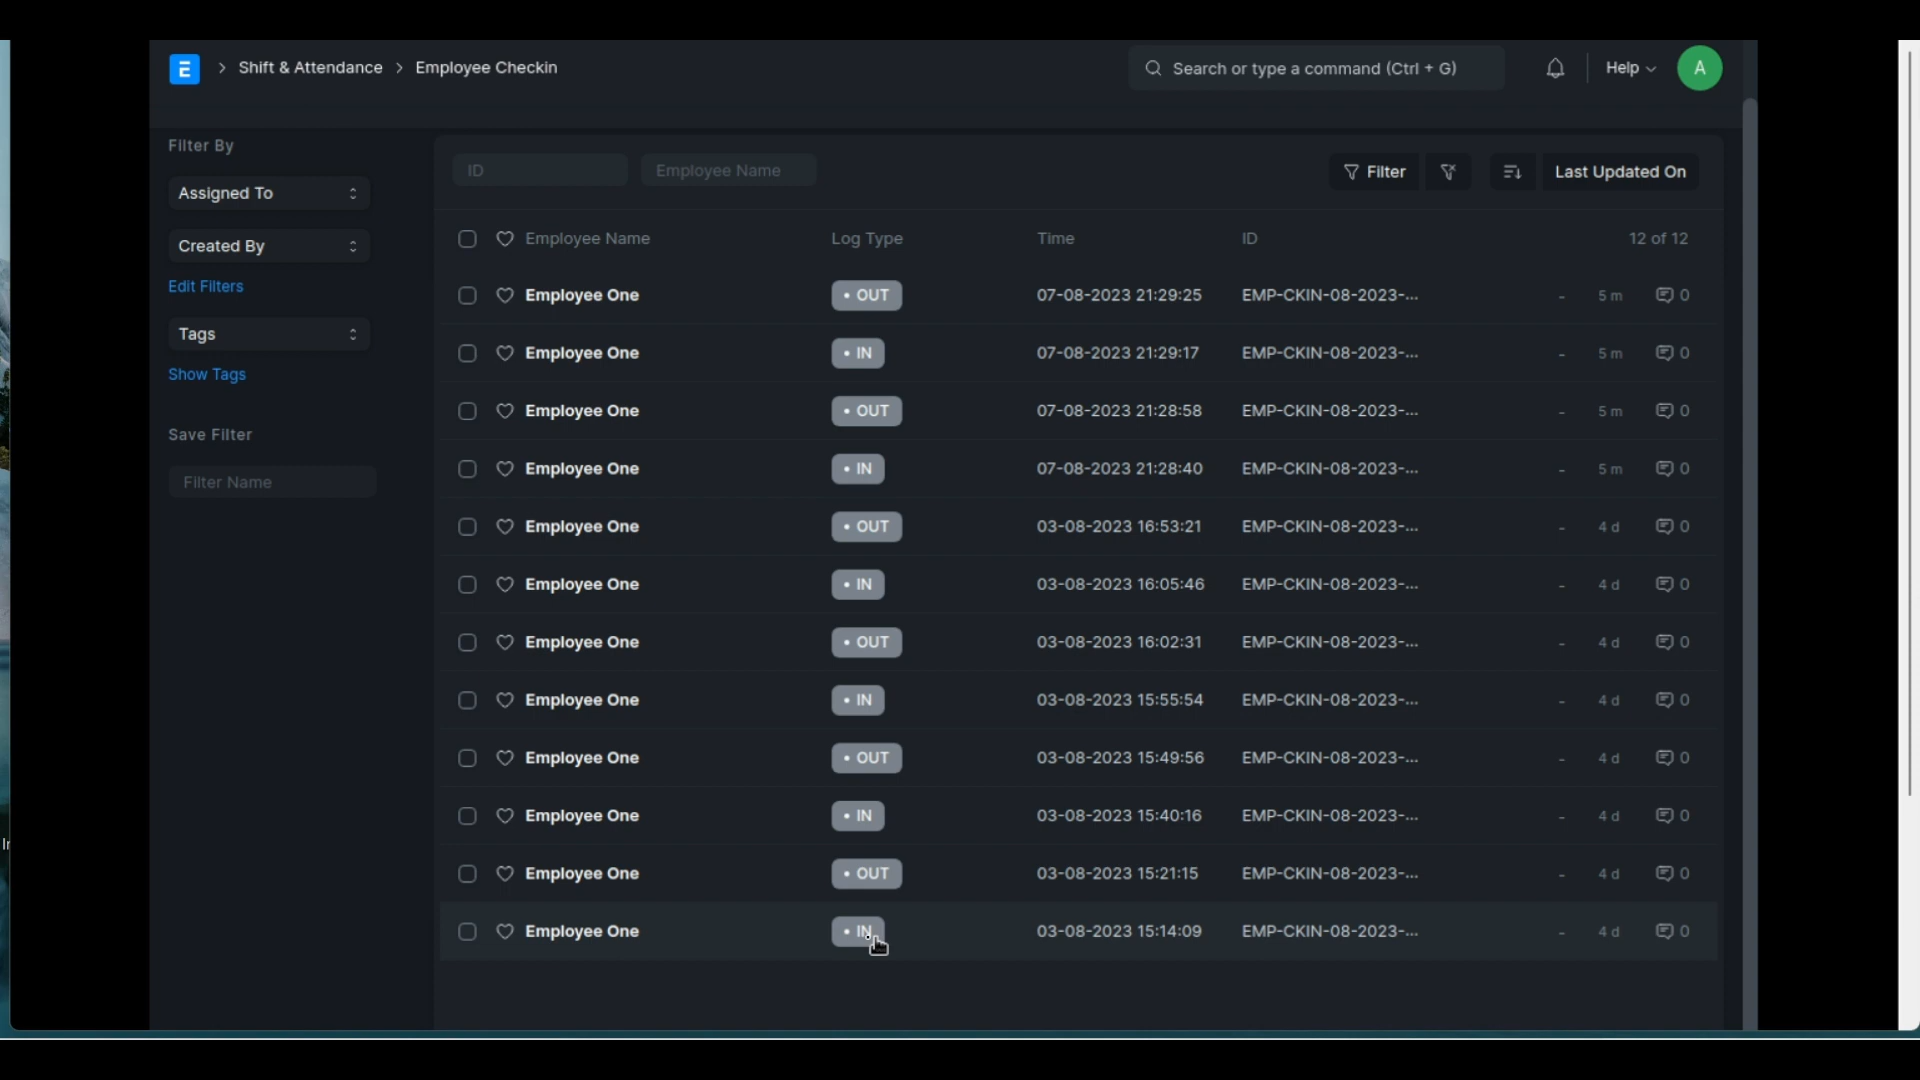 E > Shift & Attendance > Employee Checkin Search or type a command (Ctrl + G) Help A
Filter By
Assigned To
Created By
Edit Filters
Tags
Show Tags
Save Filter
Filter Name
ID Employee Name Filter Last Updated On
Employee Name Log Type Time ID 12 of 12
Employee One • OUT 07-08-2023 21:29:25 EMP-CKIN-08-2023-... - 5 m 0
Employee One • IN 07-08-2023 21:29:17 EMP-CKIN-08-2023-... - 5 m 0
Employee One • OUT 07-08-2023 21:28:58 EMP-CKIN-08-2023-... - 5 m 0
Employee One • IN 07-08-2023 21:28:40 EMP-CKIN-08-2023-... - 5 m 0
Employee One • OUT 03-08-2023 16:53:21 EMP-CKIN-08-2023-... - 4 d 0
Employee One • IN 03-08-2023 16:05:46 EMP-CKIN-08-2023-... - 4 d 0
Employee One • OUT 03-08-2023 16:02:31 EMP-CKIN-08-2023-... - 4 d 0
Employee One • IN 03-08-2023 15:55:54 EMP-CKIN-08-2023-... - 4 d 0
Employee One • OUT 03-08-2023 15:49:56 EMP-CKIN-08-2023-... - 4 d 0
Employee One • IN 03-08-2023 15:40:16 EMP-CKIN-08-2023-... - 4 d 0
Employee One • OUT 03-08-2023 15:21:15 EMP-CKIN-08-2023-... - 4 d 0
Employee One • IN 03-08-2023 15:14:09 EMP-CKIN-08-2023-... - 4 d 0